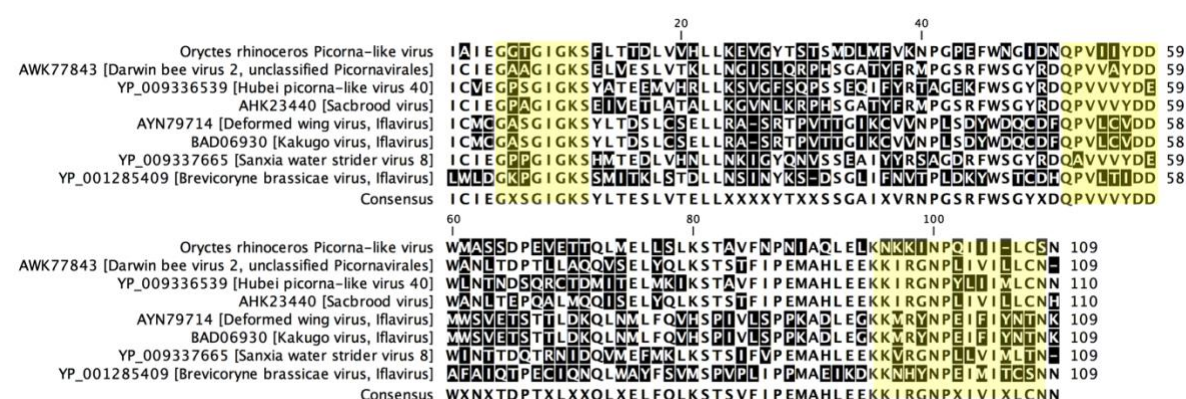 20 40
Oryctes rhinoceros Picorna-like virus IAIEGGTGIGKSFLTTDLVVHLLKEVGYTSTSMDLMFVKNPGPEFWNGIDNQPVIIYDD 59
AWK77843 [Darwin bee virus 2, unclassified Picornavirales] ICIEGAAGIGKSELVESLVTKLLNGISLQRPHSGATYFRMPGSRFWSGYRDQPVVAYDD 59
YP_009336539 [Hubei picorna-like virus 40] ICVEGPSGIGKSYATEEMVHRLLKSVGFSQPSSEQIFYRTAGEKFWSGYRDQPVVVYDE 59
AHK23440 [Sacbrood virus] ICIEGPAGIGKSEIVETLATALLKGVNLKRPHSGATYFRMPGSRFWSGYRDQPVVVYDD 59
AYN79714 [Deformed wing virus, Iflavirus] ICMCGASGIGKSYLTDSLCSELLRA-SRTPVTTGIKCVVNPLSDYWDQCDFQPVLCVDD 58
BAD06930 [Kakugo virus, Iflavirus] ICMCGASGIGKSYLTDSLCSELLRA-SRTPVTTGIKCVVNPLSDYWDQCDFQPVLCVDD 58
YP_009337665 [Sanxia water strider virus 8] ICIEGPPGIGKSHMTEDLVHNLLNKIGYQNVSSEAIYYRSAGDRFWSGYRDQAVVVYDE 59
YP_001285409 [Brevicoryne brassicae virus, Iflavirus] LWLDGKPGIGKSSMITKLSTDLLNSINYKS-DSGLIFNVTPLDKYWSTCDHQPVLTIDD 58
Consensus ICIEGXSGIGKSYLTESLVTELLXXXXYTXXSSGAIXVRNPGSRFWSGYXDQPVVVYDD
60 80 100
Oryctes rhinoceros Picorna-like virus WMASSDPEVETTQLMELLSLKSTAVFNPNIAQLELKNKKINPQIII-LCSN 109
AWK77843 [Darwin bee virus 2, unclassified Picornavirales] WANLTDPTLLAQQVSELYQLKSTSTFIPEMAHLEEKKIRGNPLIVILLCN- 109
YP_009336539 [Hubei picorna-like virus 40] WLNTNDSQRCTDMITELMKIKSTAVFIPEMAHLEEKKIRGNPYLIIMLCNN 110
AHK23440 [Sacbrood virus] WANLTEPQALMQQISELYQLKSTSTFIPEMAHLEEKKIRGNPLIVILLCNH 110
AYN79714 [Deformed wing virus, Iflavirus] MWSVETSTTLDKQLNMLFQVHSPIVLSPPKADLEGKKMRYNPEIFIYNTNK 109
BAD06930 [Kakugo virus, Iflavirus] MWSVETSTTLDKQLNMLFQVHSPIVLSPPKADLEGKKMRYNPEIFIYNTNK 109
YP_009337665 [Sanxia water strider virus 8] WINTTDQTRNIDQVMEFMKLKSTSIFVPEMAHLEEKKVRGNPLLVIMLTN- 109
YP_001285409 [Brevicoryne brassicae virus, Iflavirus] AFAIQTPECIQNQLWAYFSVMSPVPLIPPMAEIKDKKNHYNPEIMITCSNN 109
Consensus WXNXTDPTXLXXQLXELFQLKSTSVFIPEMAHLEEKKIRGNPXIVIXLCNN